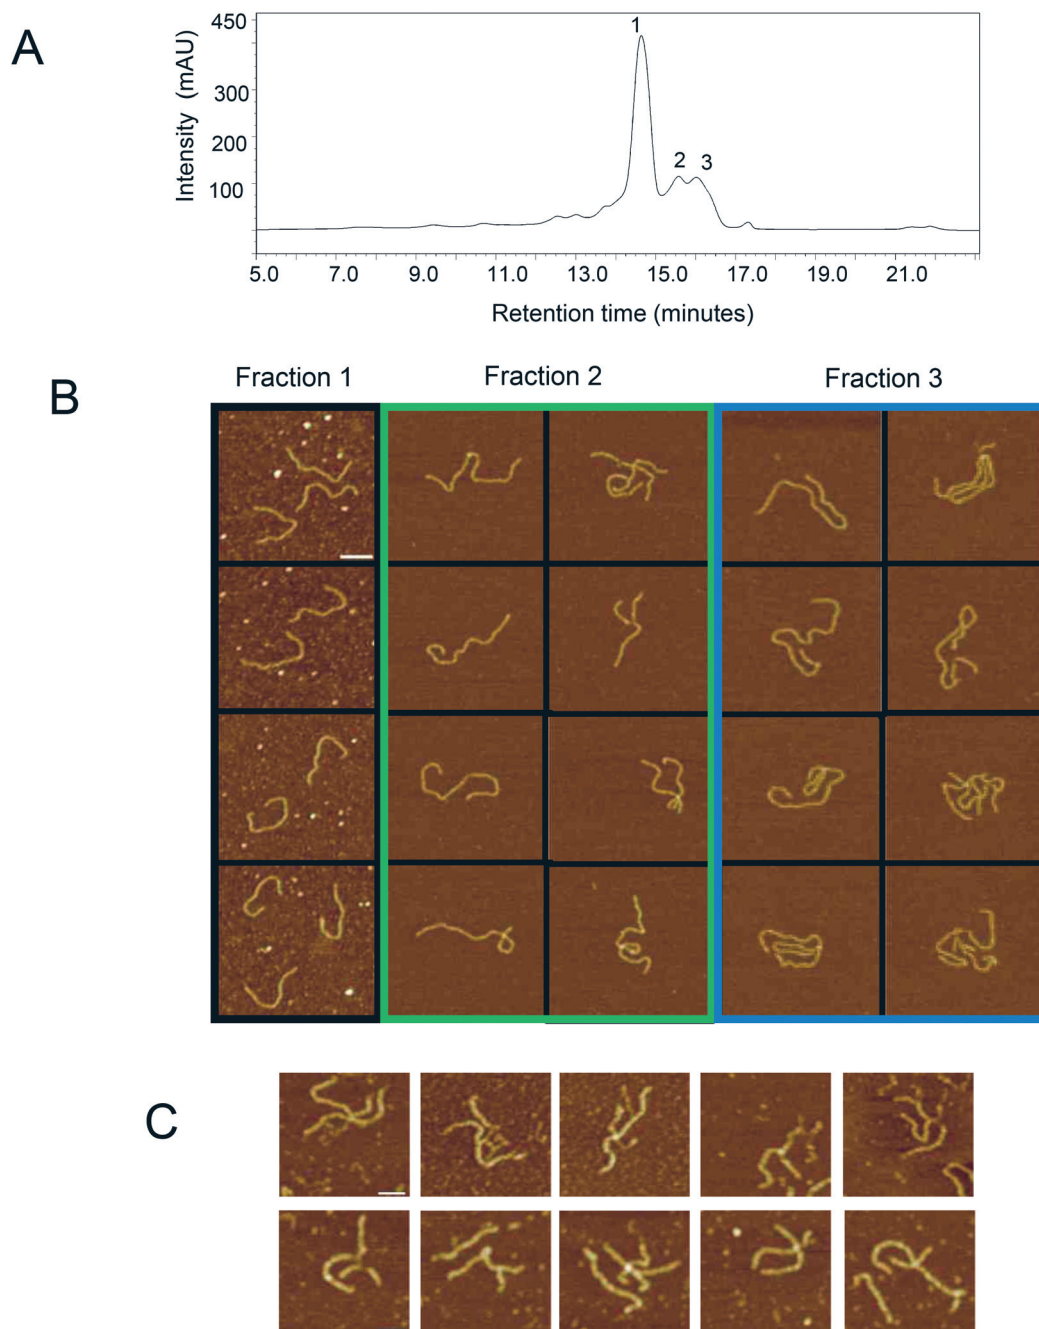 A
Intensity (mAU)
450
300
200
100
1
2
3
5.0 7.0 9.0 11.0 13.0 15.0 17.0 19.0 21.0
Retention time (minutes)
B
Fraction 1
Fraction 2
Fraction 3
C